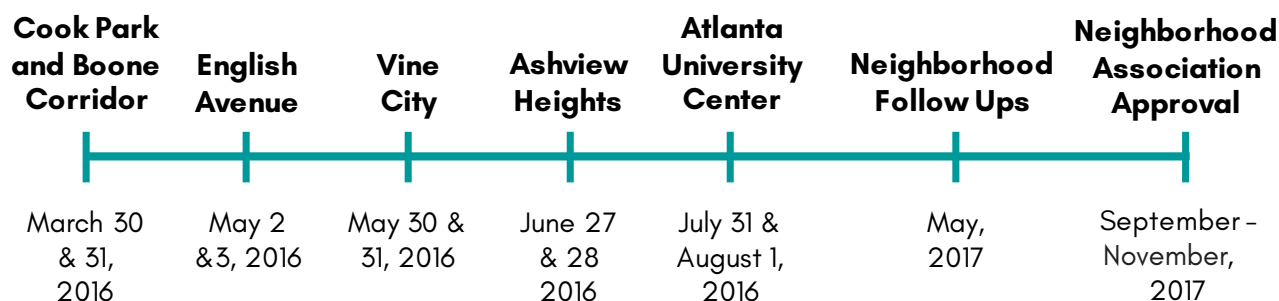 Cook Park
and Boone
Corridor
English
Avenue
Vine
City
Ashview
Heights
Atlanta
University
Center
Neighborhood
Follow Ups
Neighborhood
Association
Approval
March 30
& 31,
2016
May 2
&3, 2016
May 30 &
31, 2016
June 27
& 28
2016
July 31 &
August 1,
2016
May,
2017
September –
November,
2017